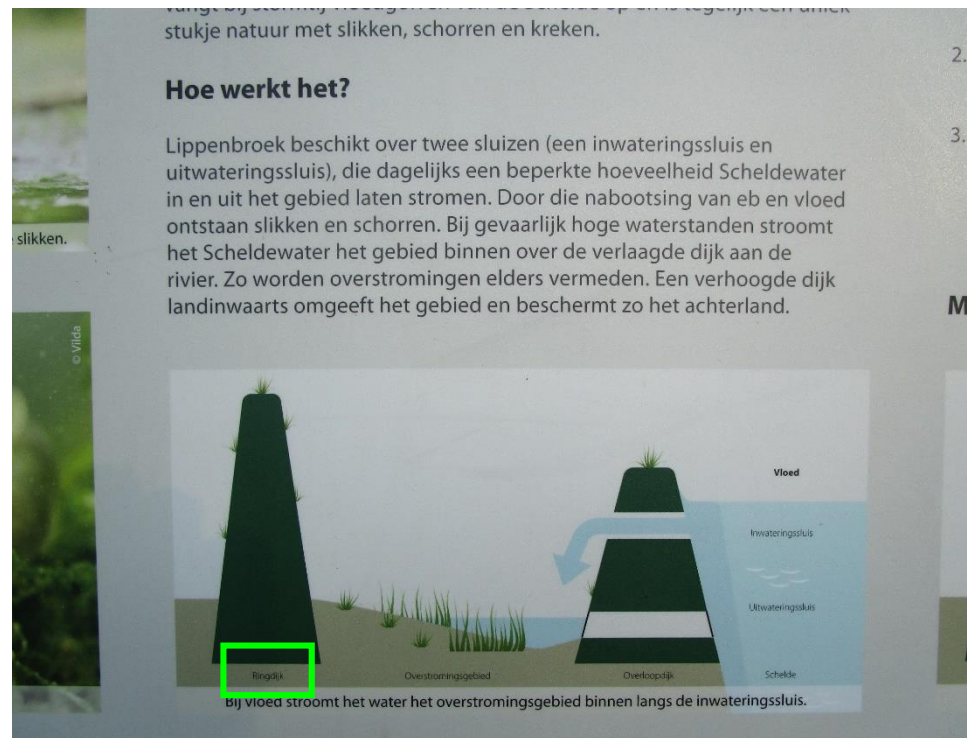 stukje natuur met slikken, schorren en kreken.
Hoe werkt het?
Lippenbroek beschikt over twee sluizen (een inwateringssluis en
uitwateringssluis), die dagelijks een beperkte hoeveelheid Scheldewater
in en uit het gebied laten stromen. Door die nabootsing van eb en vloed
ontstaan slikken en schorren. Bij gevaarlijk hoge waterstanden stroomt
het Scheldewater het gebied binnen over de verlaagde dijk aan de
rivier. Zo worden overstromingen elders vermeden. Een verhoogde dijk
landinwaarts omgeeft het gebied en beschermt zo het achterland.
slikken.
© Vilda
2.
3.
M
Vloed
Inwateringssluis
Uitwateringssluis
Ringdijk
Overstromingsgebied
Overloopdijk
Schelde
Bij vloed stroomt het water het overstromingsgebied binnen langs de inwateringssluis.